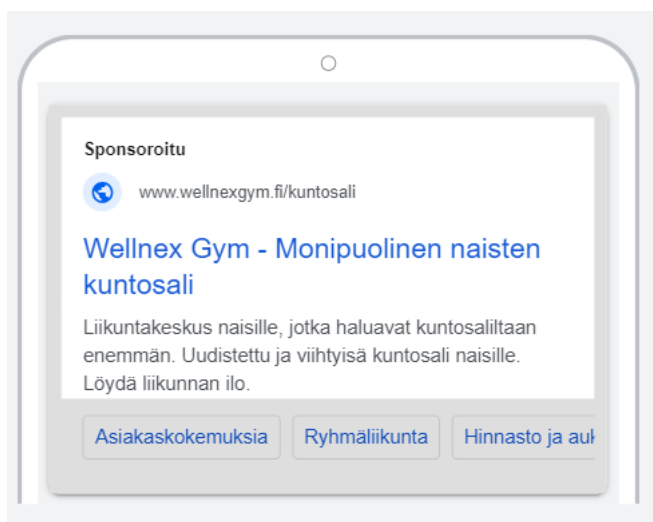 Sponsoroitu
www.wellnexgym.fi/kuntosali
Wellnex Gym - Monipuolinen naisten
kuntosali
Liikuntakeskus naisille, jotka haluavat kuntosaliltaan
enemmän. Uudistettu ja viihtyisä kuntosali naisille.
Löydä liikunnan ilo.
Asiakaskokemuksia Ryhmäliikunta Hinnasto ja